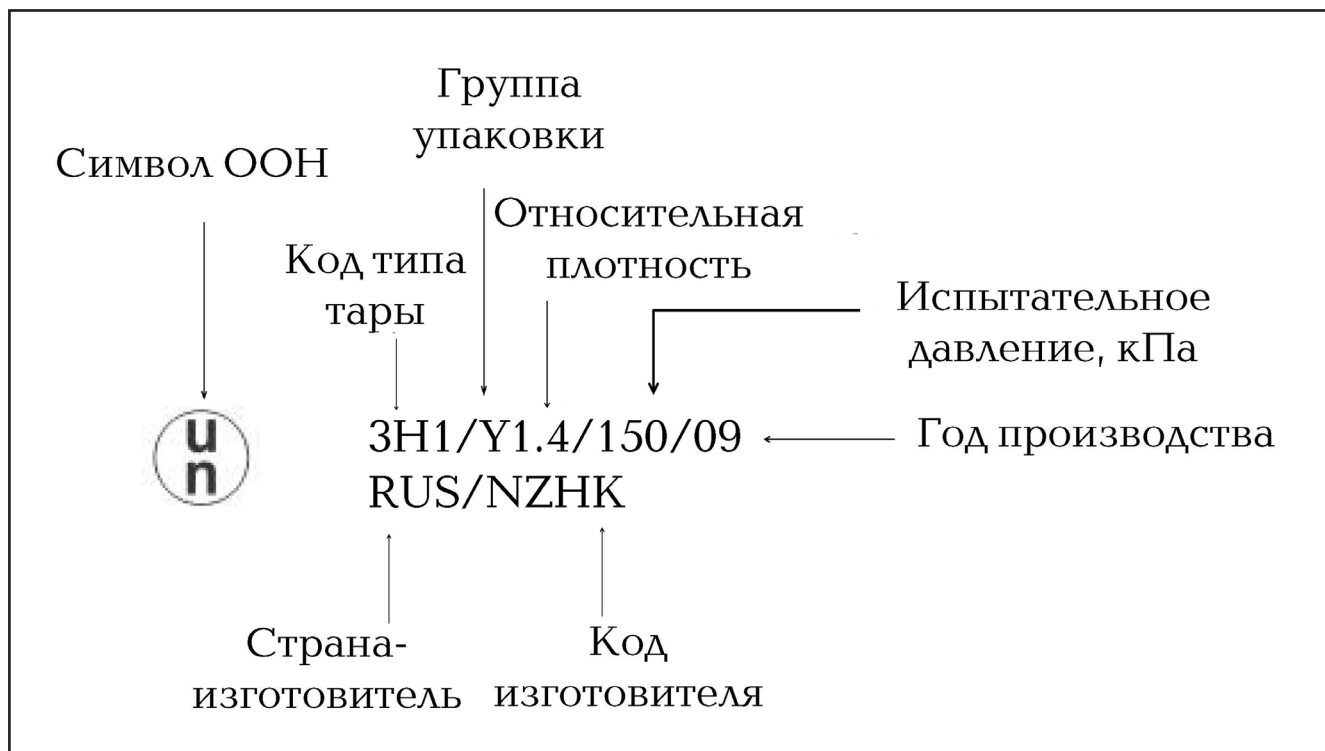 Группа
упаковки
Символ ООН
Относительная
плотность
Код типа
тары
Испытательное
давление, кПа
un
3H1/Y1.4/150/09
Год производства
RUS/NZHK
Страна-
изготовитель
Код
изготовителя